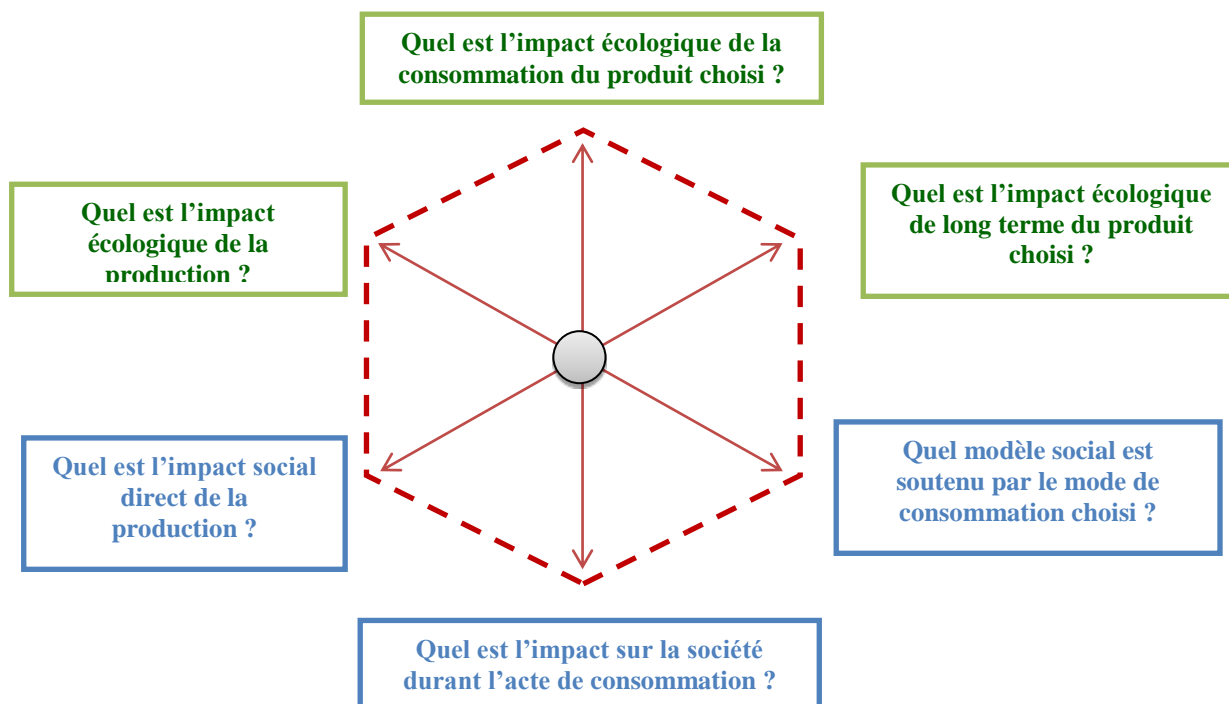 Quel est l’impact écologique de la
consommation du produit choisi ?
Quel est l’impact
écologique de la
production ?
Quel est l’impact écologique
de long terme du produit
choisi ?
Quel est l’impact social
direct de la
production ?
Quel modèle social est
soutenu par le mode de
consommation choisi ?
Quel est l’impact sur la société
durant l’acte de consommation ?